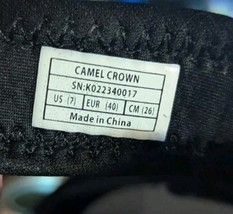 CAMEL CROWN
SN:K022340017
US (7) EUR (40) CM (26)
Made in China